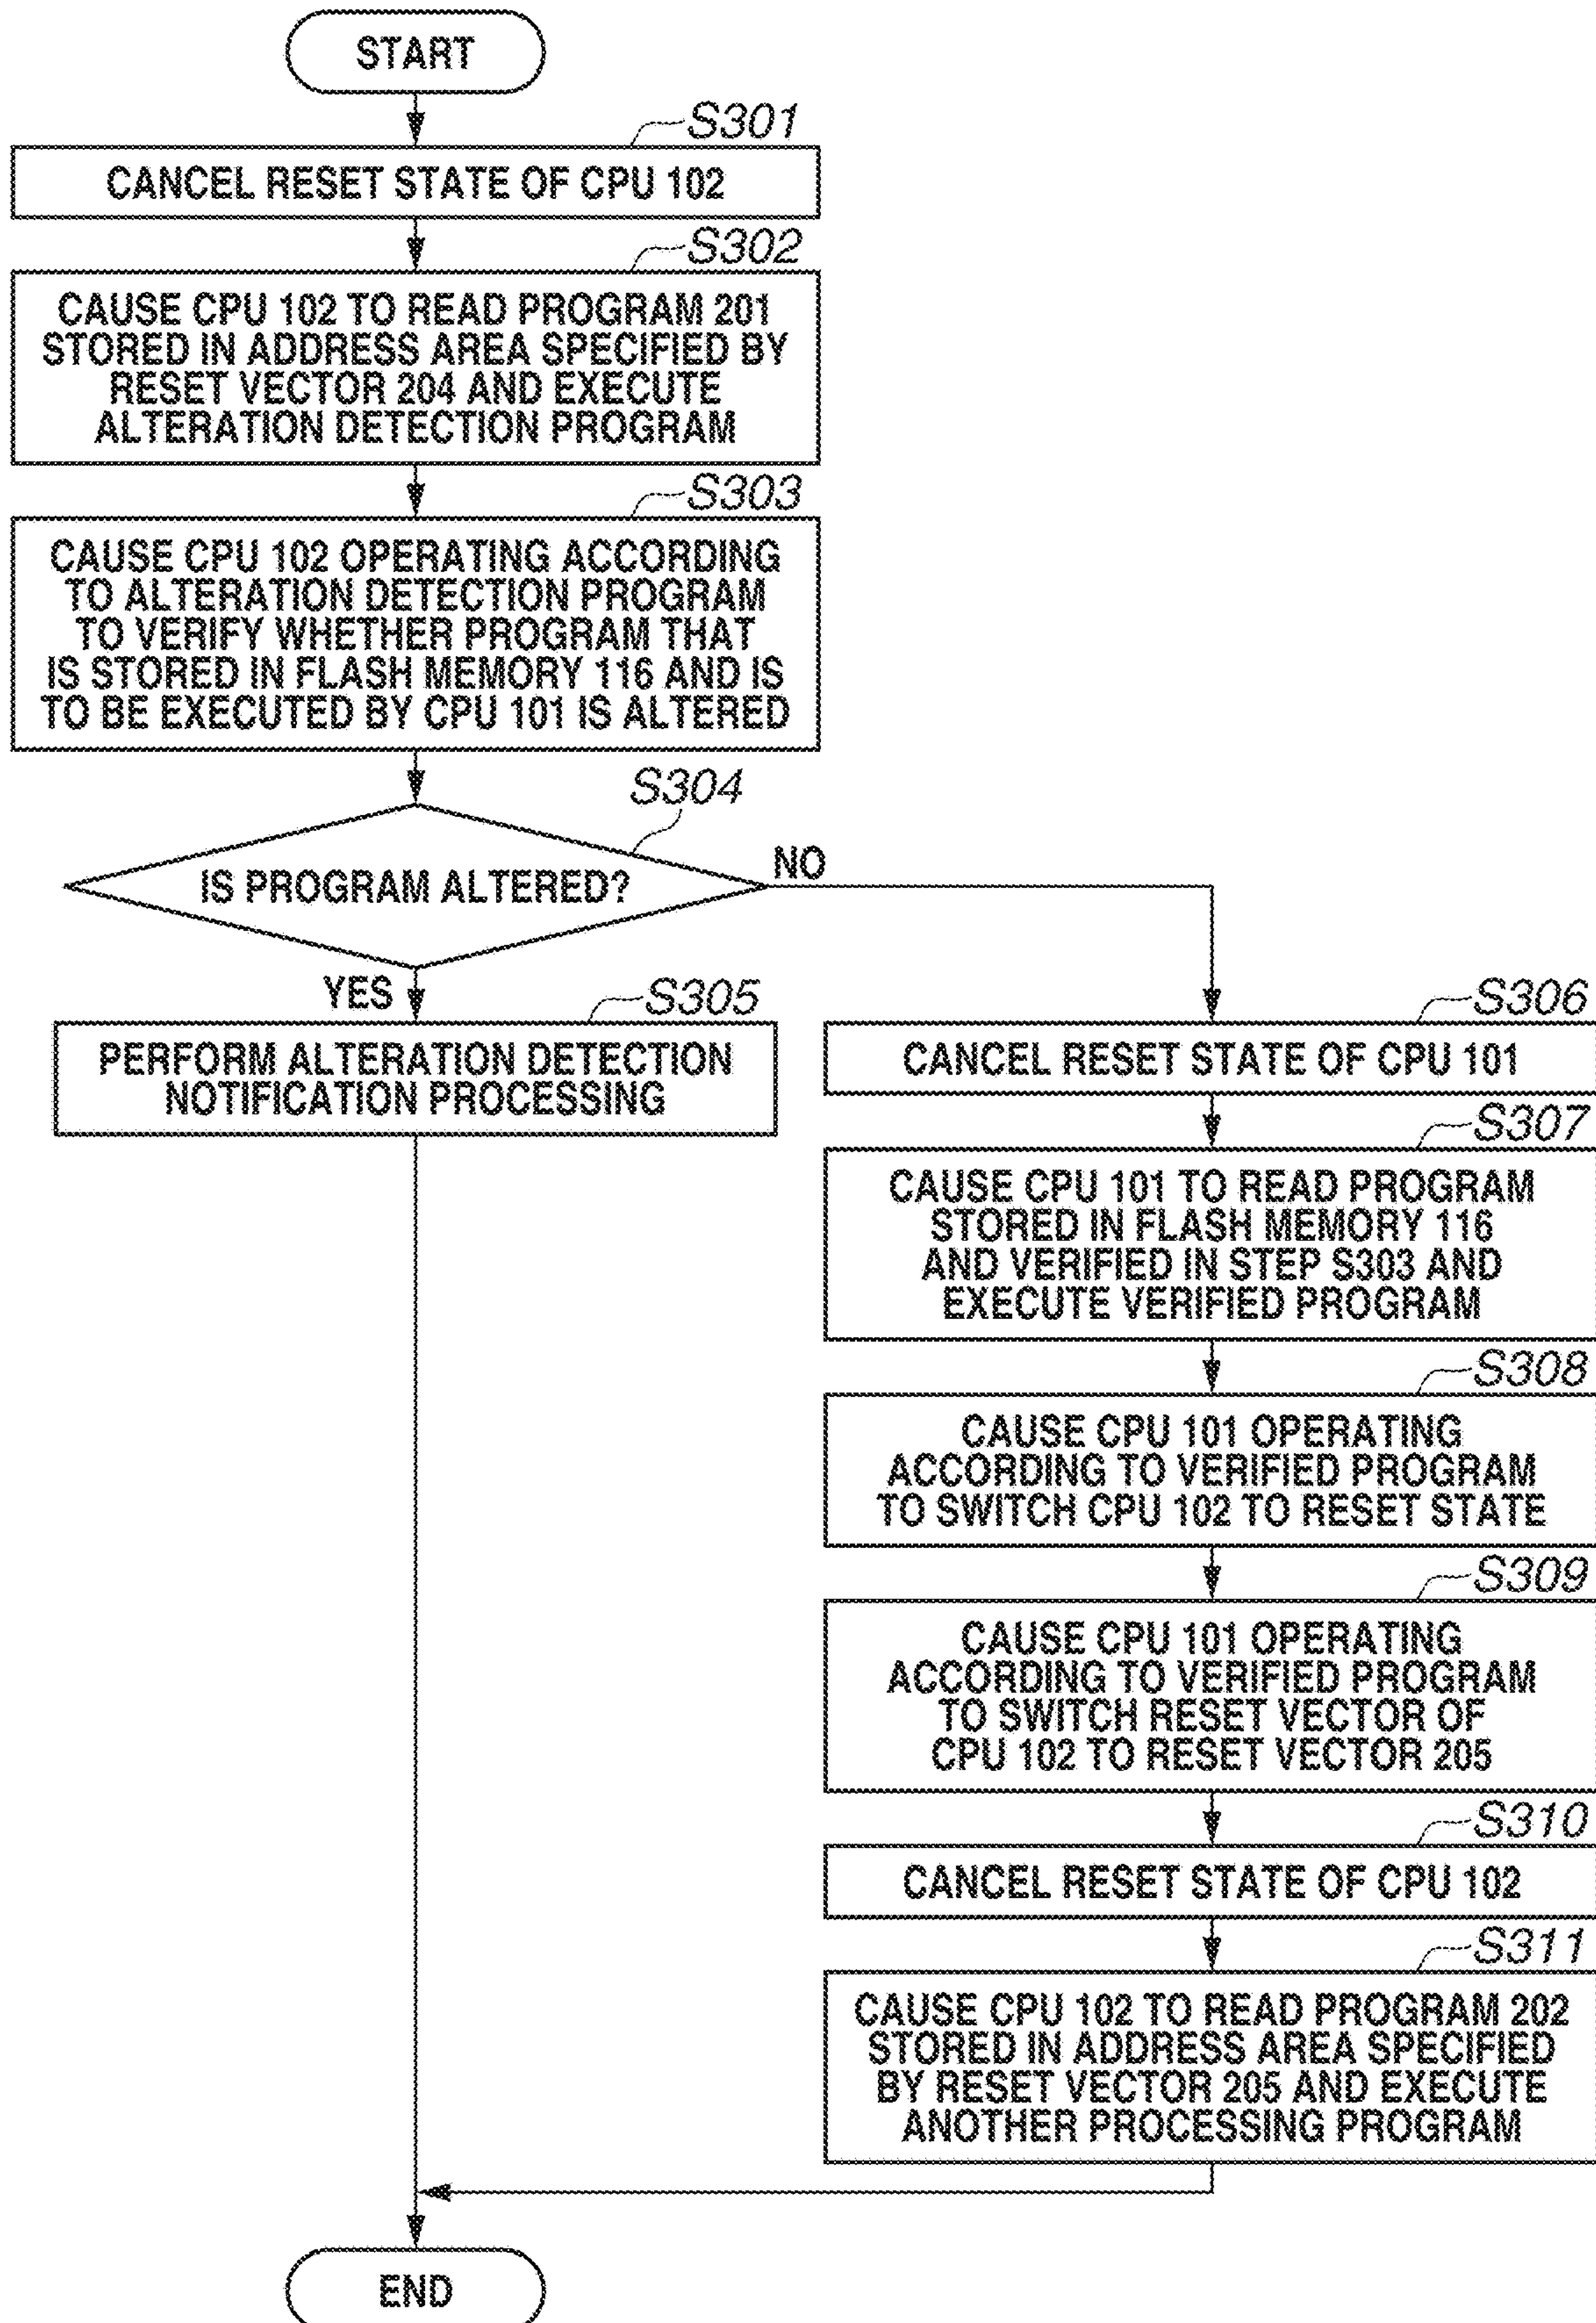 START
S301
CANCEL RESET STATE OF CPU 102
S302
CAUSE CPU 102 TO READ PROGRAM 201
STORED IN ADDRESS AREA SPECIFIED BY
RESET VECTOR 204 AND EXECUTE
ALTERATION DETECTION PROGRAM
S303
CAUSE CPU 102 OPERATING ACCORDING
TO ALTERATION DETECTION PROGRAM
TO VERIFY WHETHER PROGRAM THAT
IS STORED IN FLASH MEMORY 116 AND IS
TO BE EXECUTED BY CPU 101 IS ALTERED
S304
IS PROGRAM ALTERED?
NO
YES
S305
PERFORM ALTERATION DETECTION
NOTIFICATION PROCESSING
S306
CANCEL RESET STATE OF CPU 101
S307
CAUSE CPU 101 TO READ PROGRAM
STORED IN FLASH MEMORY 116
AND VERIFIED IN STEP S303 AND
EXECUTE VERIFIED PROGRAM
S308
CAUSE CPU 101 OPERATING
ACCORDING TO VERIFIED PROGRAM
TO SWITCH CPU 102 TO RESET STATE
S309
CAUSE CPU 101 OPERATING
ACCORDING TO VERIFIED PROGRAM
TO SWITCH RESET VECTOR OF
CPU 102 TO RESET VECTOR 205
S310
CANCEL RESET STATE OF CPU 102
S311
CAUSE CPU 102 TO READ PROGRAM 202
STORED IN ADDRESS AREA SPECIFIED
BY RESET VECTOR 205 AND EXECUTE
ANOTHER PROCESSING PROGRAM
END